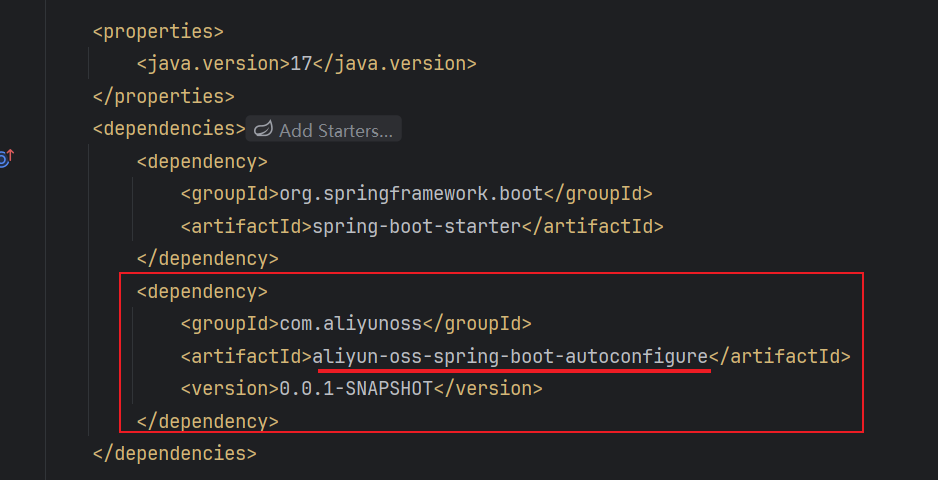 <properties>
<java.version>17</java.version>
</properties>
<dependencies> Add Starters...
<dependency>
<groupId>org.springframework.boot</groupId>
<artifactId>spring-boot-starter</artifactId>
</dependency>
<dependency>
<groupId>com.aliyunoss</groupId>
<artifactId>aliyun-oss-spring-boot-autoconfigure</artifactId>
<version>0.0.1-SNAPSHOT</version>
</dependency>
</dependencies>